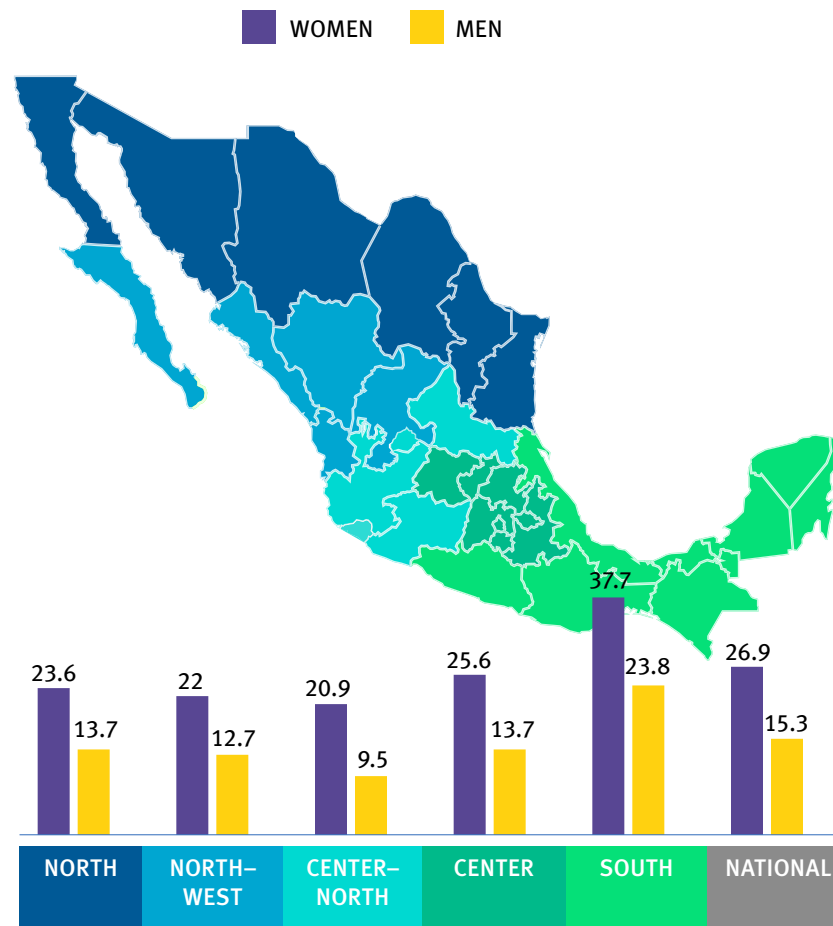 WOMEN MEN
37.7
23.6 13.7
22 12.7
20.9 9.5
25.6 13.7
23.8
26.9 15.3
NORTH
NORTH–
WEST
CENTER–
NORTH
CENTER
SOUTH
NATIONAL